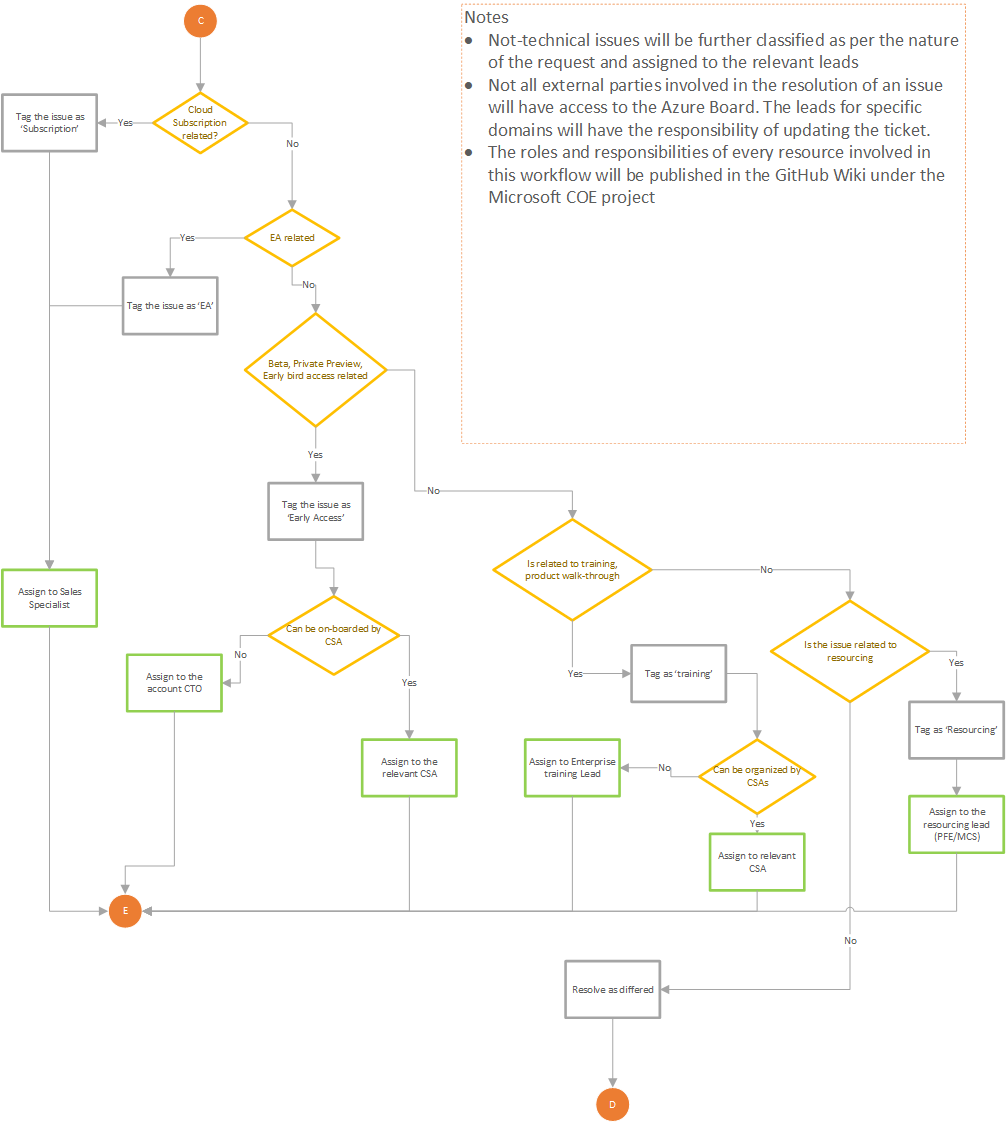 C
Notes
• Not-technical issues will be further classified as per the nature
of the request and assigned to the relevant leads
• Not all external parties involved in the resolution of an issue
will have access to the Azure Board. The leads for specific
domains will have the responsibility of updating the ticket.
• The roles and responsibilities of every resource involved in
this workflow will be published in the GitHub Wiki under the
Microsoft COE project
Cloud
Subscription
related?
Yes
Tag the issue as
‘Subscription’
No
EA related
Yes
Tag the issue as ‘EA’
No
Beta, Private Preview,
Early bird access related
Yes
No
Tag the issue as
‘Early Access’
Is related to training,
product walk-through
No
Assign to Sales
Specialist
Can be on-boarded by
CSA
No
Yes
Assign to the
account CTO
Is the issue related to
resourcing
Yes
Yes
Tag as ‘training’
Tag as ‘Resourcing’
Assign to the
relevant CSA
Assign to Enterprise
training Lead
No
Can be organized by
CSAs
Yes
Assign to the
resourcing lead
(PFE/MCS)
Assign to relevant
CSA
E
No
Resolve as differed
D